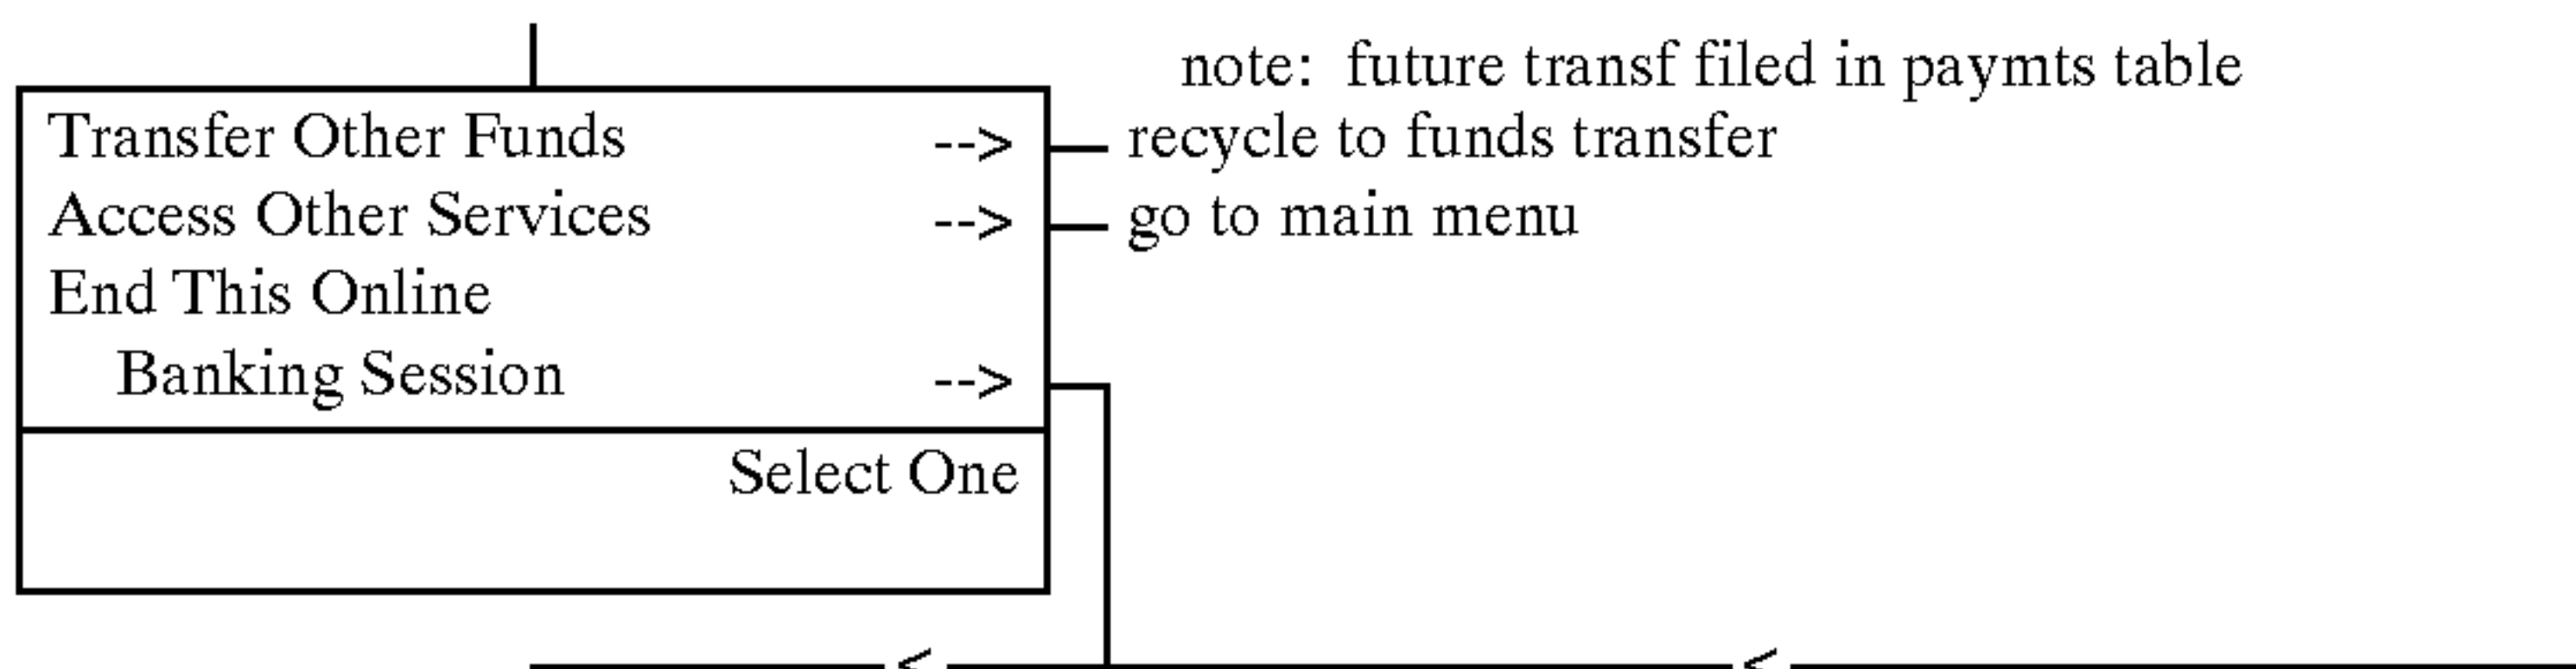 note: future transf filed in paymts table
Transfer Other Funds --> recycle to funds transfer
Access Other Services --> go to main menu
End This Online
Banking Session -->
Select One
< <